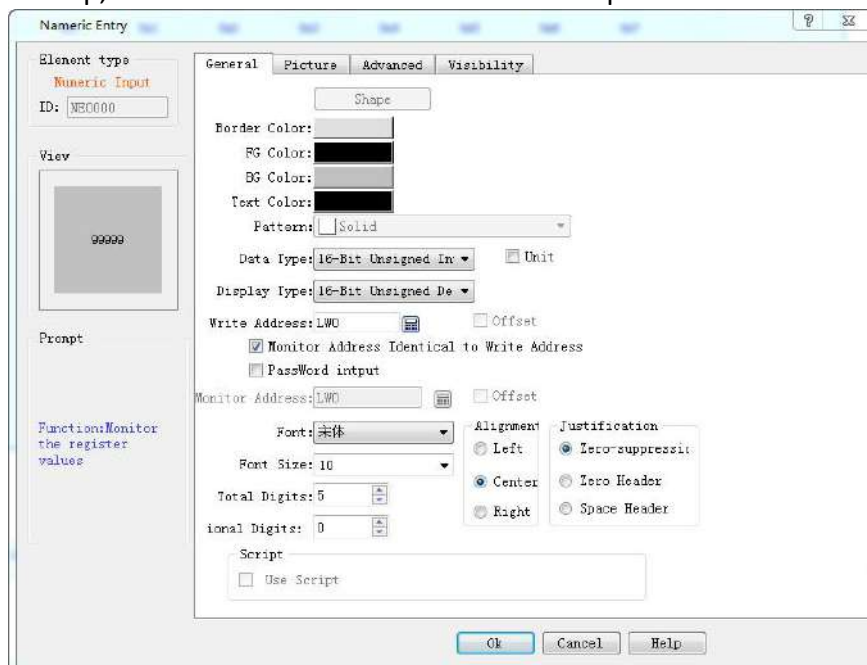 Nameric Entry
Element type
Numeric Input
ID: NE0000
View
99999
Prompt
Function:Monitor
the register
values
General Picture Advanced Visibility
Shape
Border Color:
FG Color:
BG Color:
Text Color:
Pattern: Solid
Data Type: 16-Bit Unsigned In Unit
Display Type: 16-Bit Unsigned De
Write Address: LW0 Offset
Monitor Address Identical to Write Address
PassWord intput
Monitor Address: LW0 Offset
Font: 宋体
Font Size: 10
Total Digits: 5
ional Digits: 0
Alignment
Left
Center
Right
Justification
Zero-suppressi
Zero Header
Space Header
Script
Use Script
Ok Cancel Help